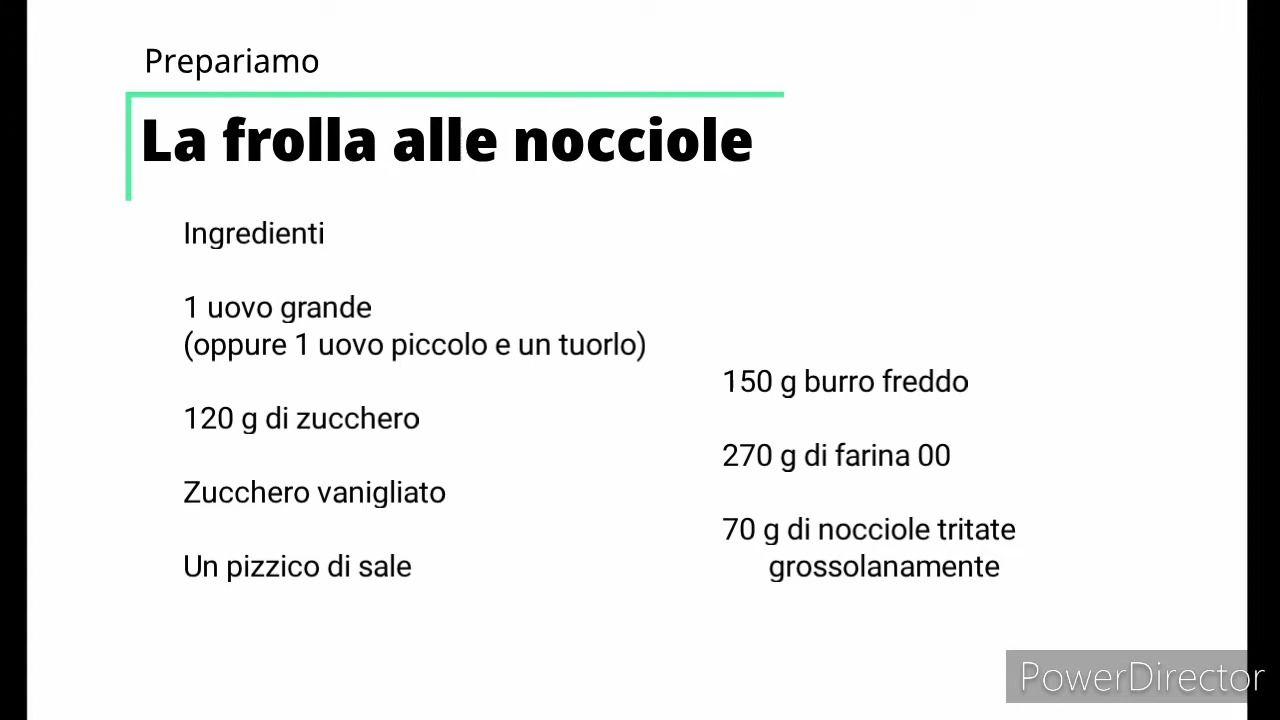 Prepariamo
La frolla alle nocciole
Ingredienti
1 uovo grande
(oppure 1 uovo piccolo e un tuorlo)
120 g di zucchero
Zucchero vanigliato
Un pizzico di sale
150 g burro freddo
270 g di farina 00
70 g di nocciole tritate
grossolanamente
PowerDirector